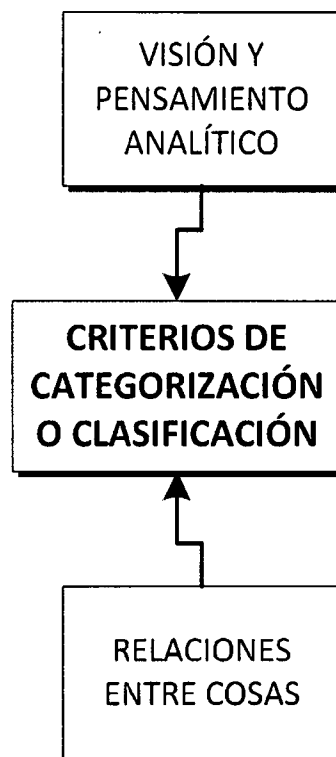 VISIÓN Y
PENSAMIENTO
ANALÍTICO
CRITERIOS DE
CATEGORIZACIÓN
O CLASIFICACIÓN
RELACIONES
ENTRE COSAS